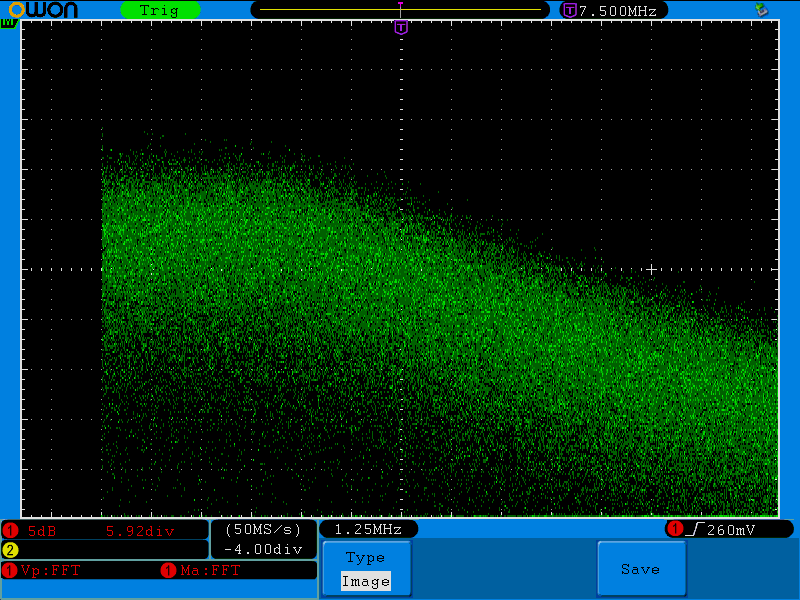 owon Trig T 7.500MHz
T
M
1 5dB 5.92div (50MS/s) 1.25MHz 1 260mV
2 -4.00div
1 Vp:FFT 1 Ma:FFT
Type
Image
Save